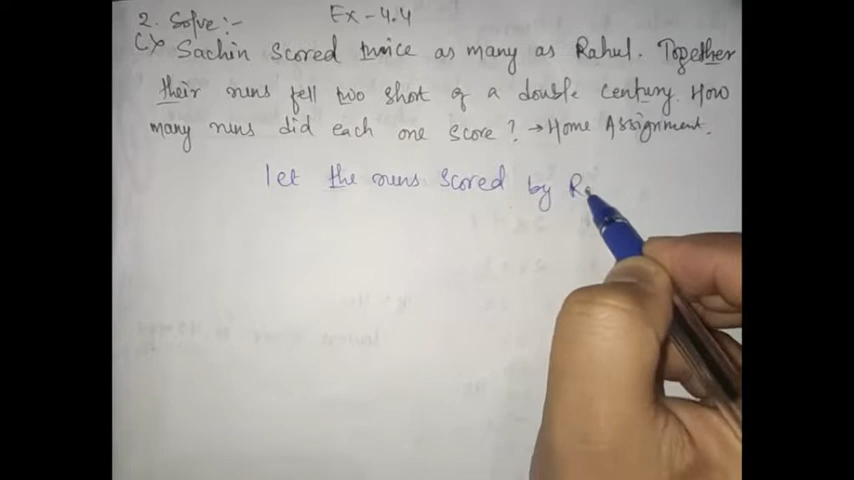 Ex - 4.4
2. Solve :-
C> Sachin scored twice as many as Rahul. Together
their runs fell two short of a double century. How
many runs did each one score? → Home Assignment.
let the runs scored by R